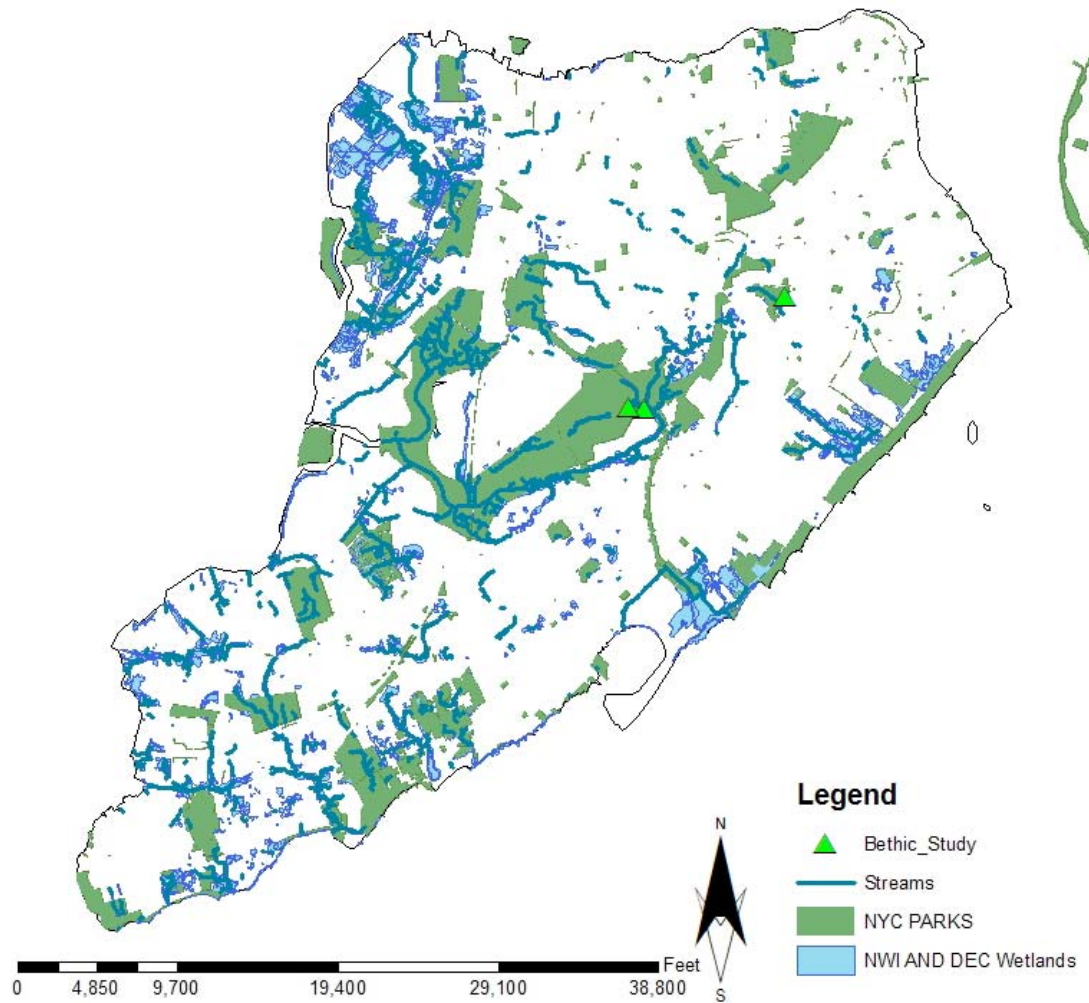 Legend
N
Bethic_Study
Streams
NYC PARKS
NWI AND DEC Wetlands
S
Feet
0 4,850 9,700 19,400 29,100 38,800